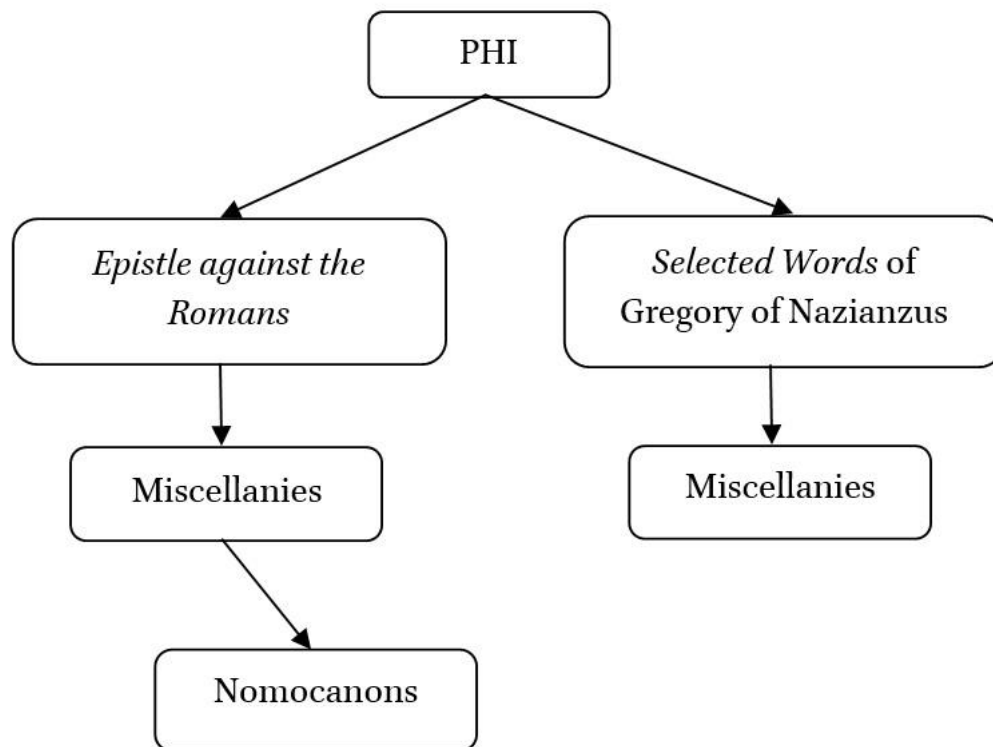 PHI
Epistle against the
Romans
Selected Words of
Gregory of Nazianzus
Miscellanies
Miscellanies
Nomocanons